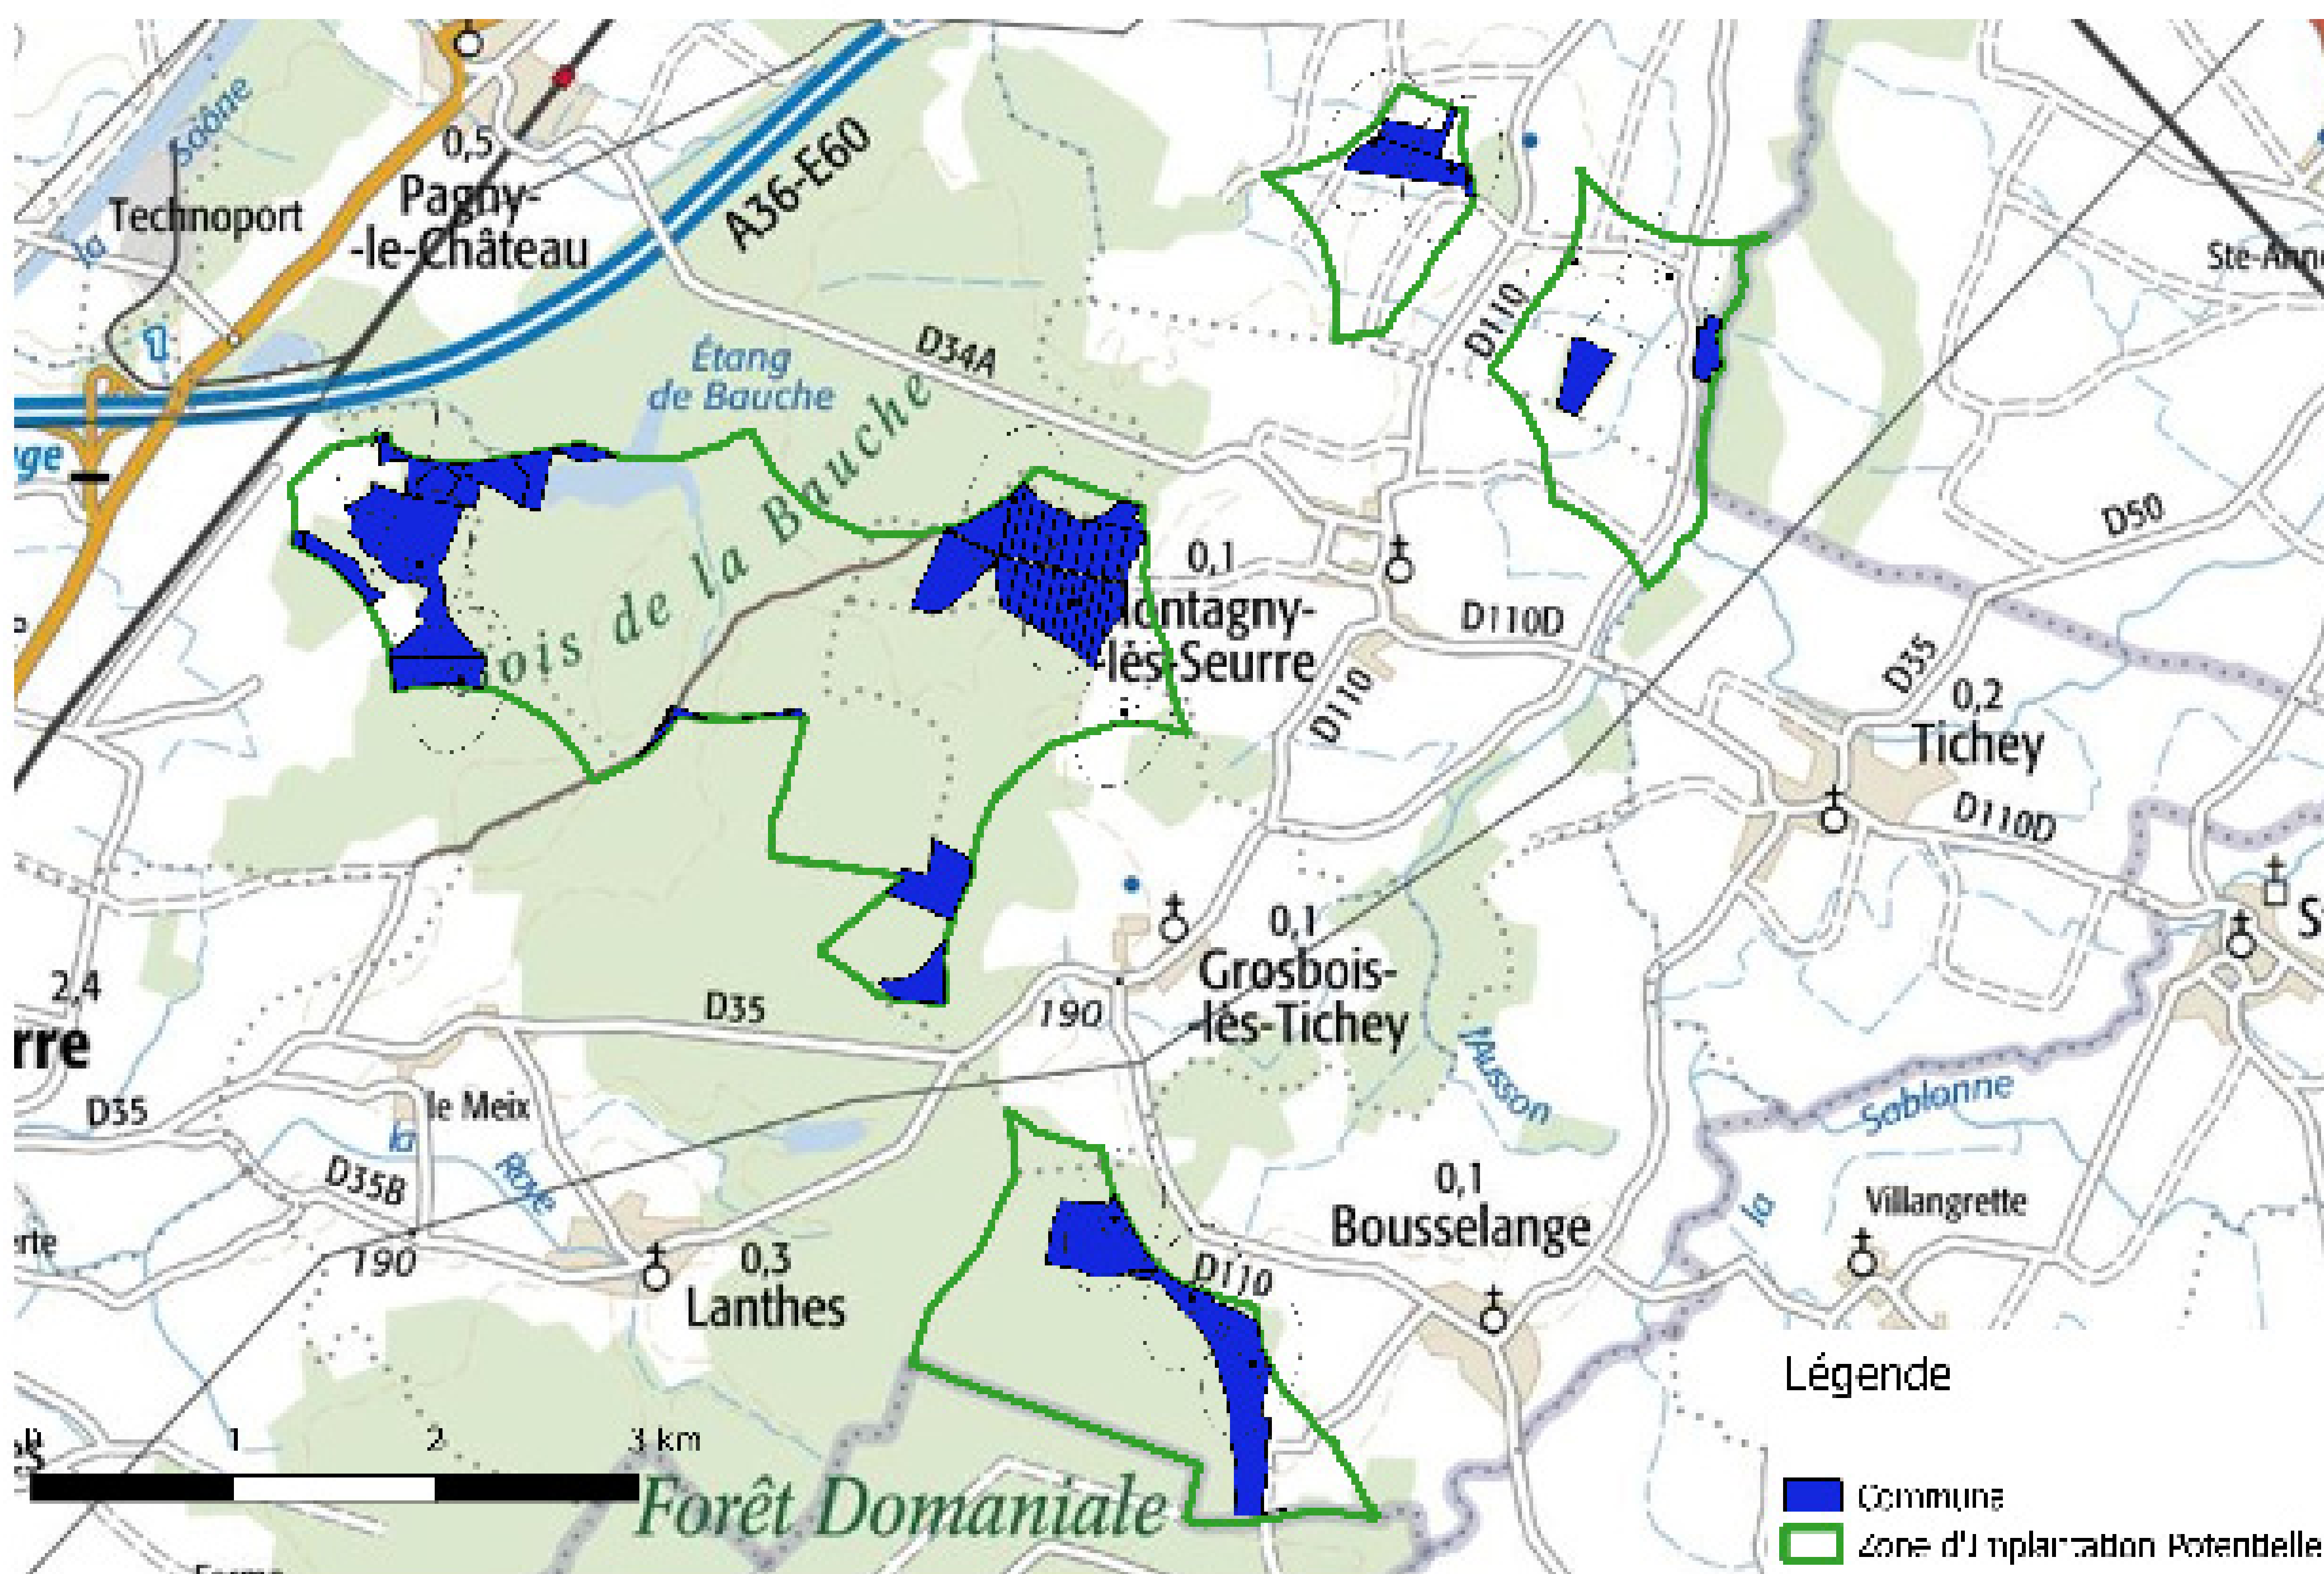 Saône
la
0,5
Pagny-
-le-Château
Technoport
A36-E60
1
D34A
Étang
de Bauche
Bois de la Bauche
D110
Ste-Anne
D50
0,1
Montagny-
-lès-Seurre
D110D
D110
D35
0,2
Tichey
D110D
0,1
Grosbois-
-lès-Tichey
190
D35
2,4
rre
D35
le Meix
la
Roye
D35B
190
erte
0,3
Lanthes
l'Ausson
0,1
Bousselange
D110
la
Sablonne
Villangrette
S
0 1 2 3 km
Forêt Domaniale
Légende
Commune
Zone d'Implantation Potentielle